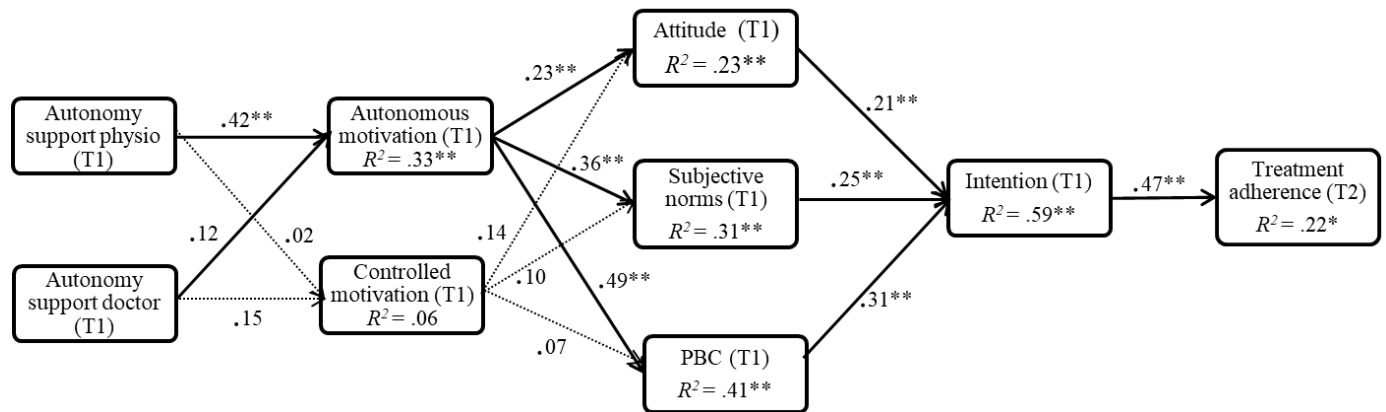 Autonomy
support physio
(T1)
Autonomy
support doctor
(T1)
.42**
.12
.02
.15
Autonomous
motivation (T1)
R² = .33**
Controlled
motivation (T1)
R² = .06
.23**
.36**
.49**
.14
.10
.07
Attitude (T1)
R² = .23**
Subjective
norms (T1)
R² = .31**
PBC (T1)
R² = .41**
.21**
.25**
.31**
Intention (T1)
R² = .59**
.47**
Treatment
adherence (T2)
R² = .22*